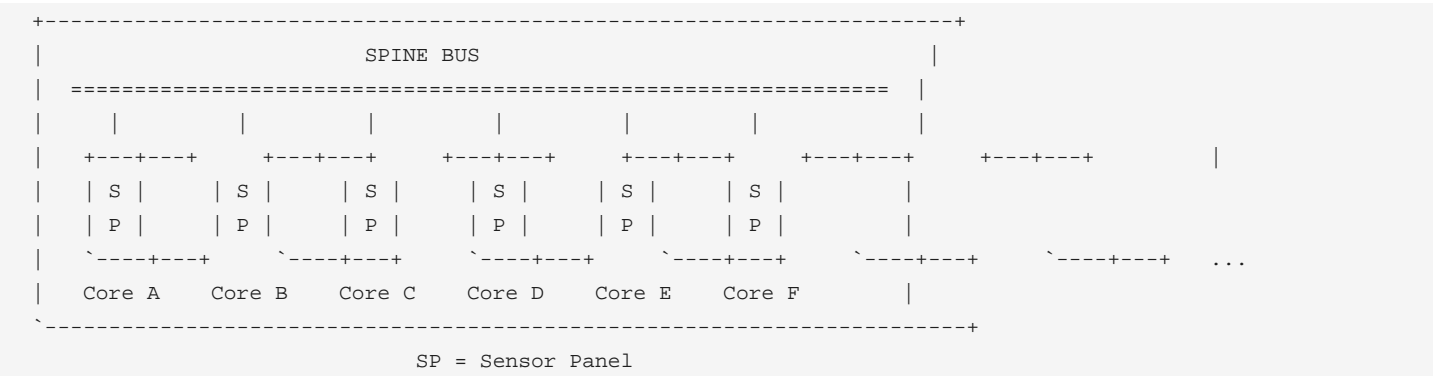 +-----------------------------------------------------------------------+
| SPINE BUS |
| ================================================================ |
| | | | | | | |
| +---+---+ +---+---+ +---+---+ +---+---+ +---+---+ +---+---+ |
| | S | | S | | S | | S | | S | | S | |
| | P | | P | | P | | P | | P | | P | |
| `----+---+ `----+---+ `----+---+ `----+---+ `----+---+ `----+---+ ...
| Core A Core B Core C Core D Core E Core F |
`------------------------------------------------------------------------+
SP = Sensor Panel